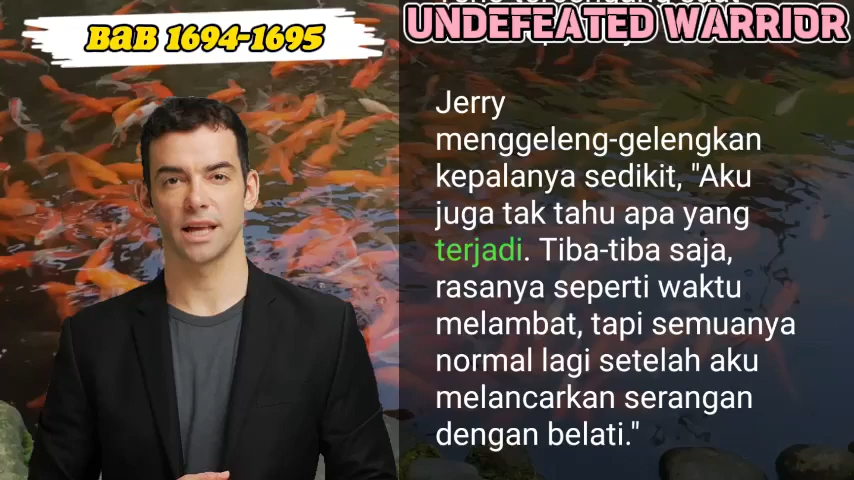 BAB 1694-1695
UNDEFEATED WARRIOR
Jerry
menggeleng-gelengkan
kepalanya sedikit, "Aku
juga tak tahu apa yang
terjadi. Tiba-tiba saja,
rasanya seperti waktu
melambat, tapi semuanya
normal lagi setelah aku
melancarkan serangan
dengan belati."